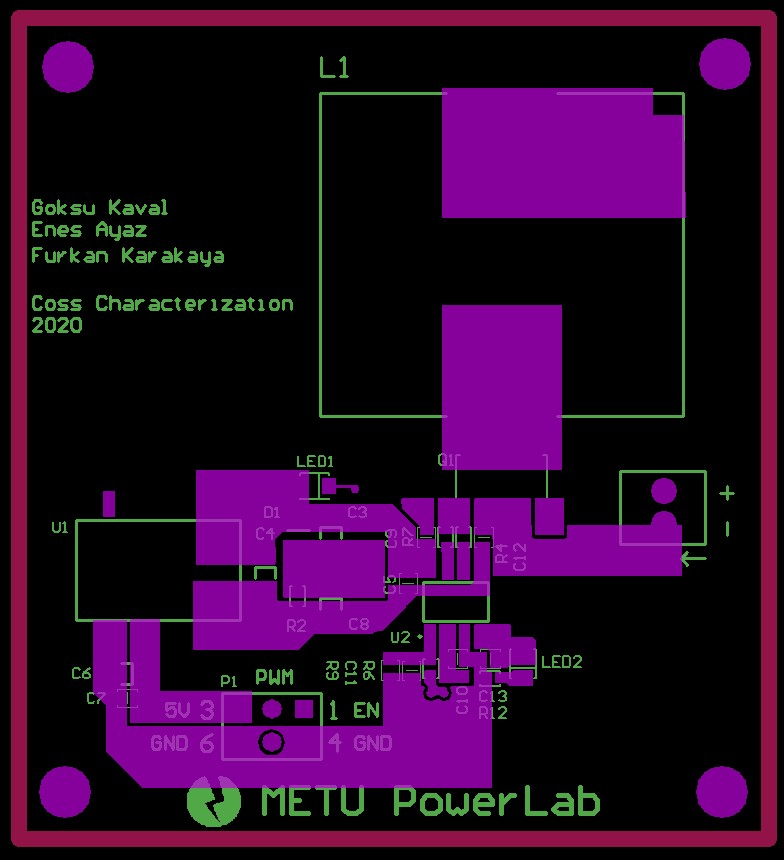 L1
Goksu Kaval
Enes Ayaz
Furkan Karakaya
Coss Characterization
2020
LED1
Q1
D1
C3
U1
C4
C9
R7
R4
C12
+
-
C5
R2
C8
U2
C6
C7
P1
PWM
R9
C11
R6
LED2
5V 3
1 EN
C10
C13
R12
GND 6
4 GND
METU PowerLab